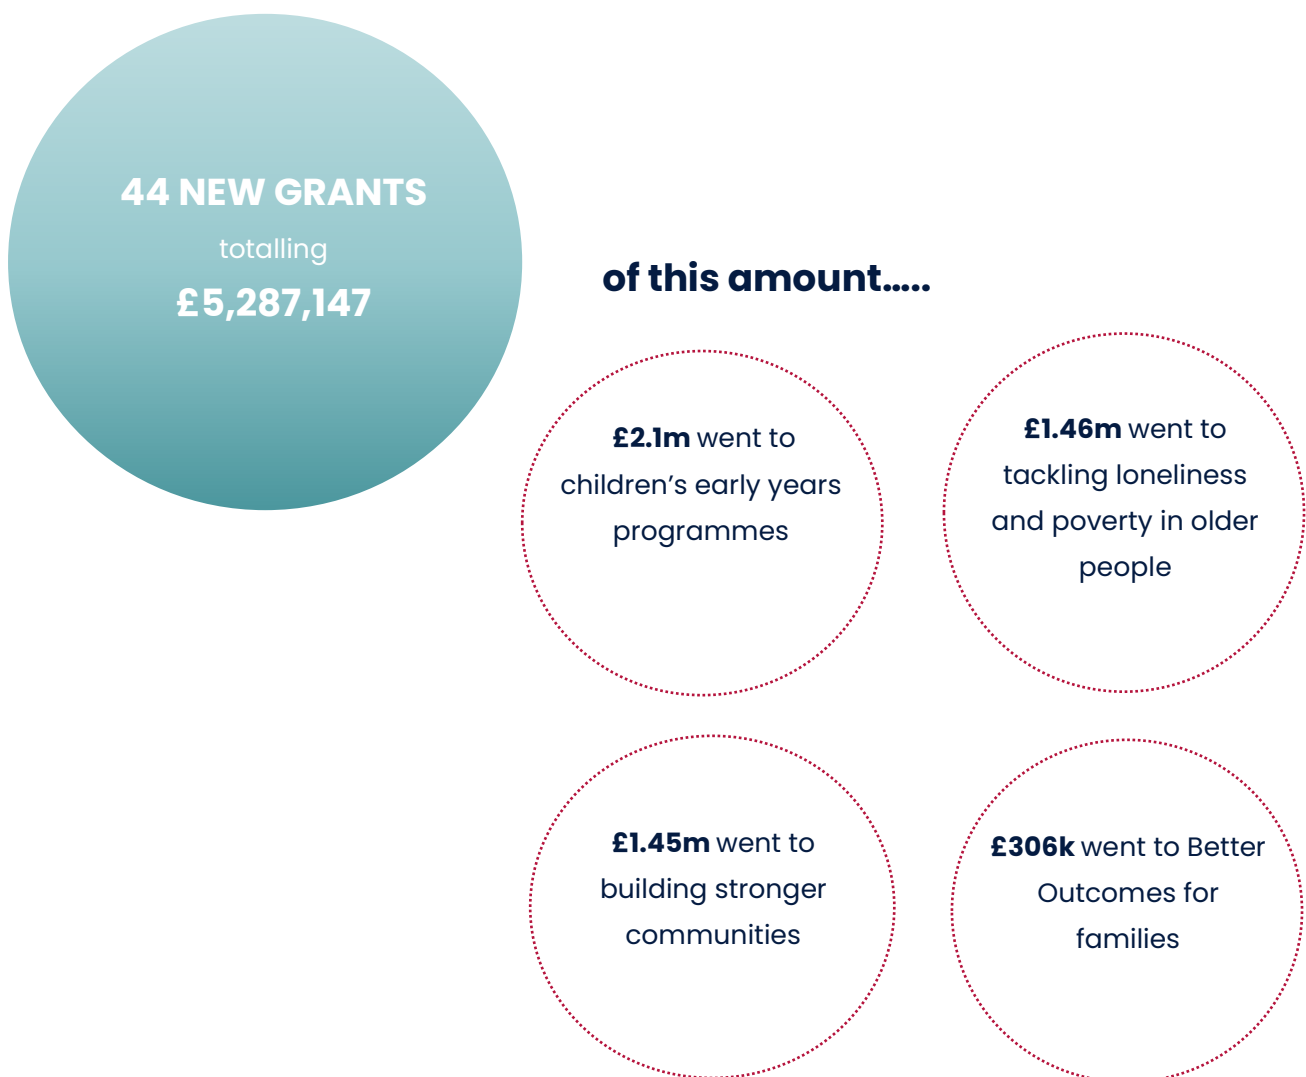 44 NEW GRANTS
totalling
£5,287,147
of this amount.....
£2.1m went to
children’s early years
programmes
£1.46m went to
tackling loneliness
and poverty in older
people
£1.45m went to
building stronger
communities
£306k went to Better
Outcomes for
families